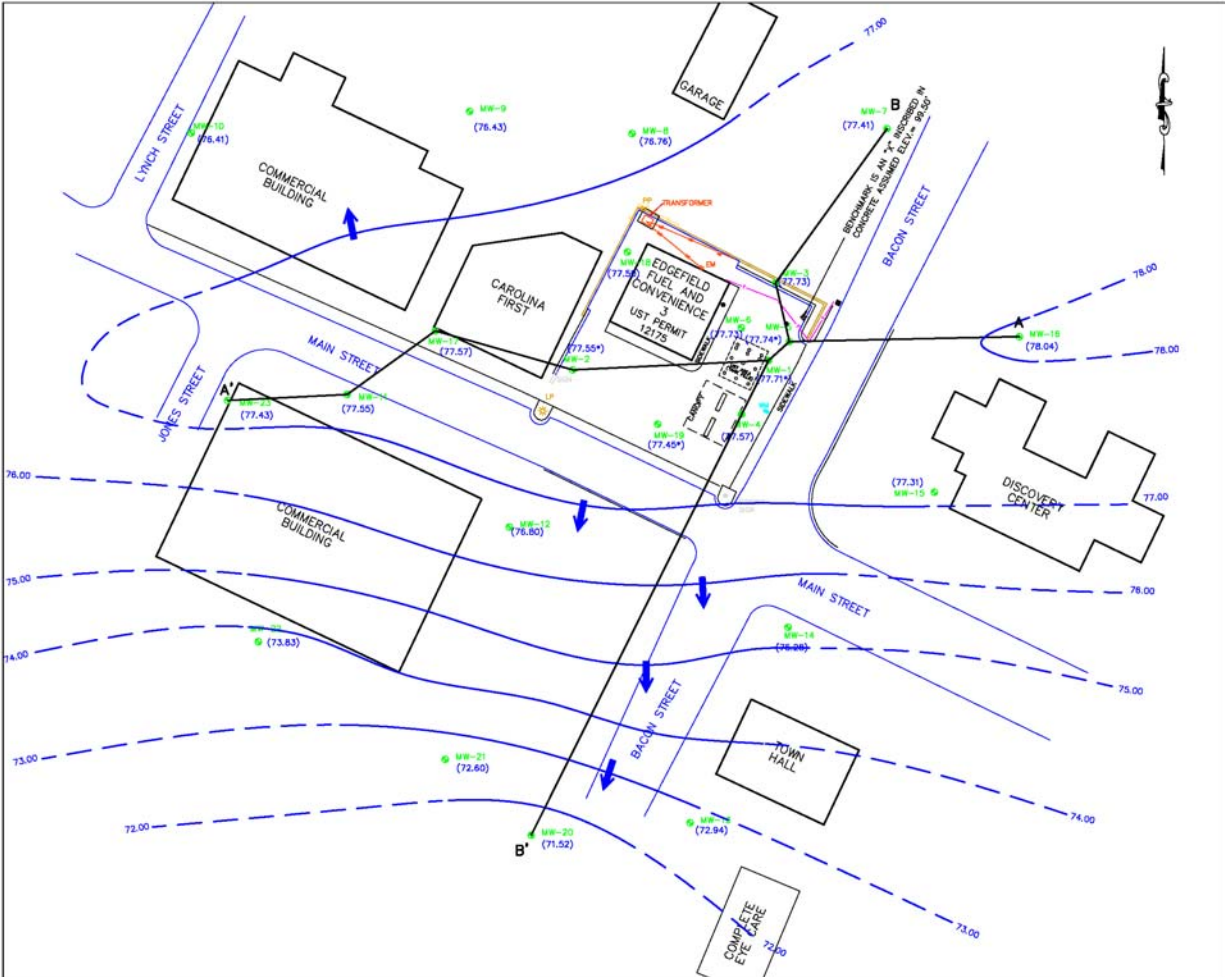 77.00
GARAGE
B
MW-7
(77.41)
BENCHMARK IS AN "X" INSCRIBED IN
CONCRETE ASSUMED ELEV.= 99.50'
MW-9
(76.43)
MW-8
(76.76)
MW-10
(76.41)
LYNCH STREET
COMMERCIAL
BUILDING
PP
TRANSFORMER
EM
BACON STREET
MW-18
EDGEFIELD
FUEL AND
CONVENIENCE
3
UST PERMIT
12175
MW-3
(77.73)
78.00
CAROLINA
FIRST
MW-6
(77.73)
(77.74*)
A
MW-16
(78.04)
78.00
MAIN STREET
MW-17
(77.57)
(77.55*)
MW-2
SIDEWALK
MW-1
(77.71*)
SIDEWALK
CANOPY
JONES STREET
A'
MW-23
(77.43)
MW-11
(77.55)
LP
MW-19
(77.45*)
MW-4
(77.57)
76.00
(77.31)
MW-15
DISCOVERY
CENTER
77.00
COMMERCIAL
BUILDING
MW-12
(76.80)
75.00
MAIN STREET
76.00
MW-14
(73.83)
74.00
75.00
BACON STREET
TOWN
HALL
73.00
MW-21
(72.60)
74.00
72.00
MW-20
(71.52)
B'
(72.94)
COMPLETE
EYE CARE
72.00
73.00